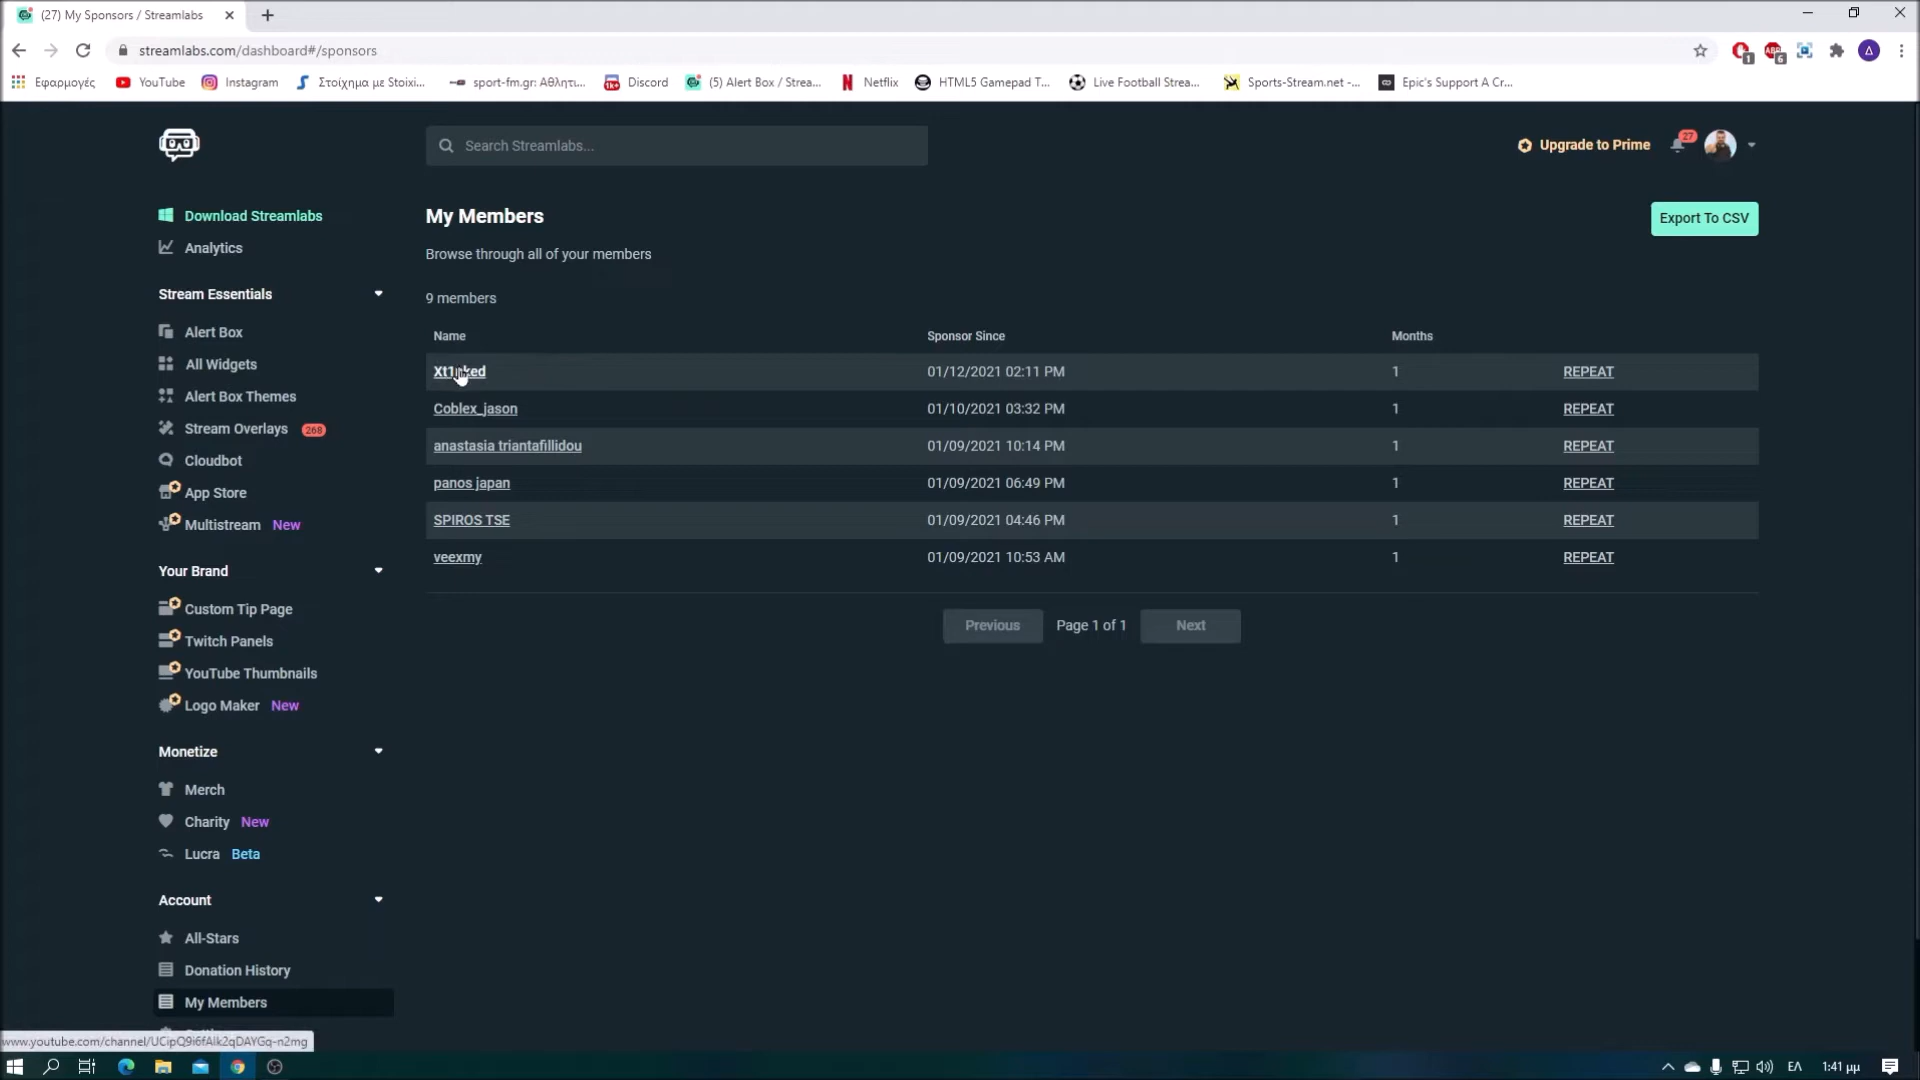 (27) My Sponsors / Streamlabs
streamlabs.com/dashboard#/sponsors
1
6
Δ
Εφαρμογές
YouTube
Instagram
Στοίχημα με Stoixi...
sport-fm.gr: Αθλητι...
1K+
Discord
(5) Alert Box / Strea...
Netflix
HTML5 Gamepad T...
Live Football Strea...
Sports-Stream.net -...
Epic's Support A Cr...
Search Streamlabs...
Upgrade to Prime
27
Download Streamlabs
Analytics
Stream Essentials
Alert Box
All Widgets
Alert Box Themes
Stream Overlays 268
Cloudbot
App Store
Multistream New
Your Brand
Custom Tip Page
Twitch Panels
YouTube Thumbnails
Logo Maker New
Monetize
Merch
Charity New
Lucra Beta
Account
All-Stars
Donation History
My Members
My Members
Export To CSV
Browse through all of your members
9 members
Name Sponsor Since Months
01/12/2021 02:11 PM 1 REPEAT
Coblex_jason 01/10/2021 03:32 PM 1 REPEAT
anastasia triantafillidou 01/09/2021 10:14 PM 1 REPEAT
panos japan 01/09/2021 06:49 PM 1 REPEAT
SPIROS TSE 01/09/2021 04:46 PM 1 REPEAT
veexmy 01/09/2021 10:53 AM 1 REPEAT
Previous Page 1 of 1 Next
ΕΛ
1:41 μμ